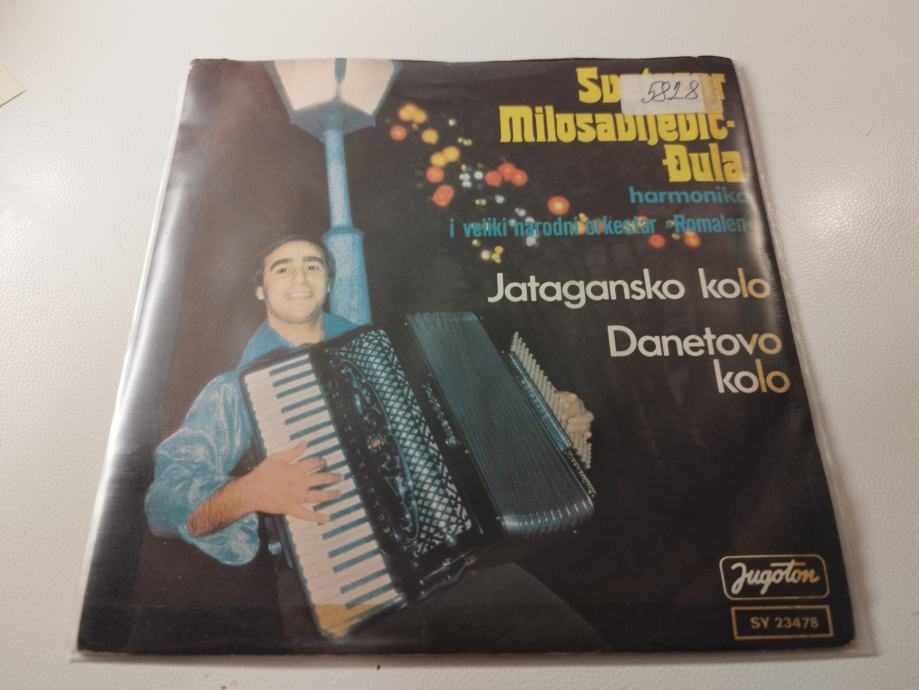 5828
Milosavljević-
Đula
harmonika
i veliki narodni orkestar »Romalen«
Jatagansko kolo
Danetovo
kolo
Jugoton
SY 23478